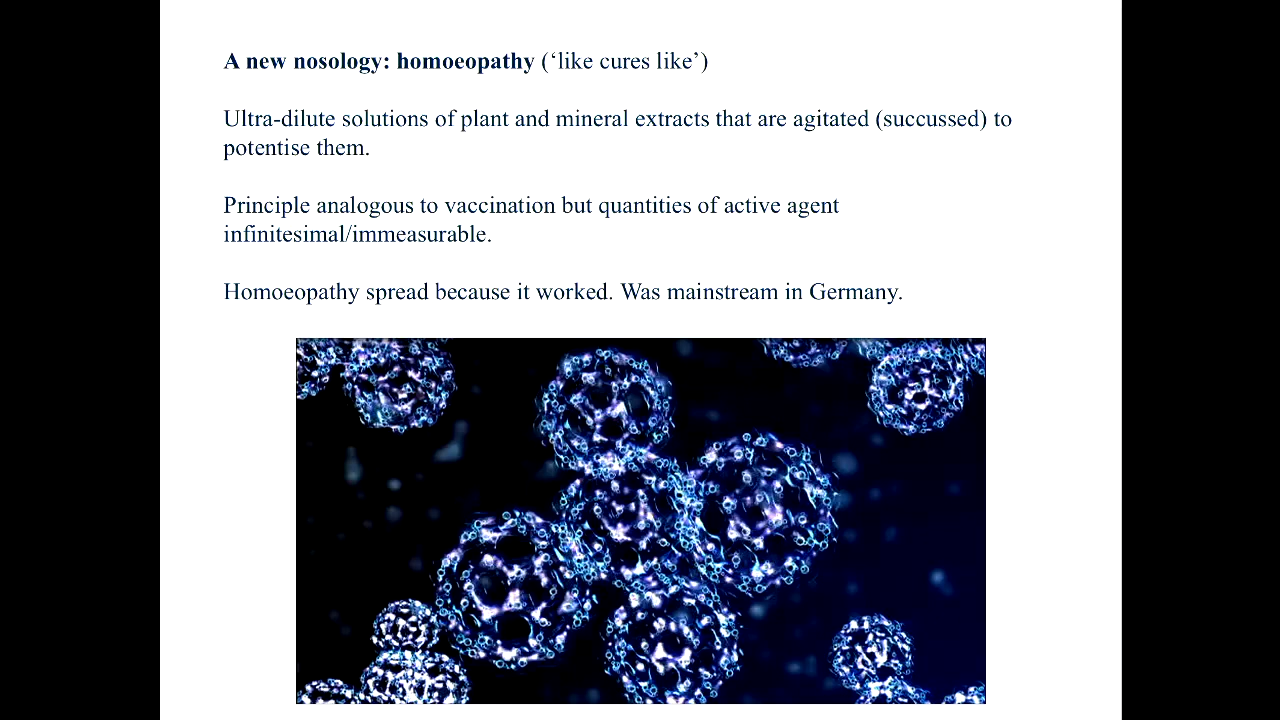 A new nosology: homoeopathy (‘like cures like’)
Ultra-dilute solutions of plant and mineral extracts that are agitated (succussed) to
potentise them.
Principle analogous to vaccination but quantities of active agent
infinitesimal/immeasurable.
Homoeopathy spread because it worked. Was mainstream in Germany.